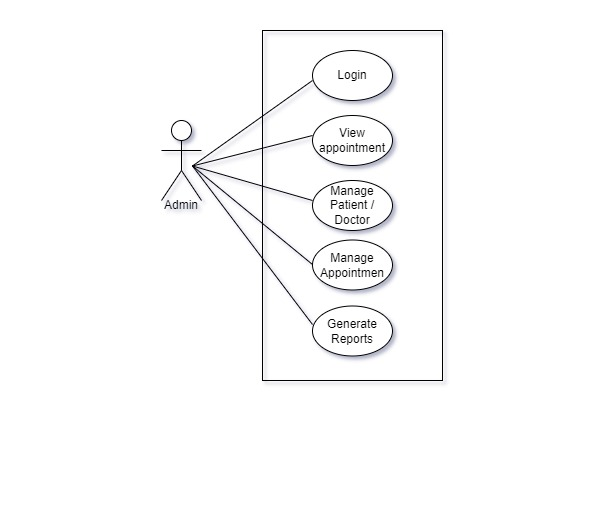 Login
View
appointment
Manage
Patient /
Doctor
Admin
Manage
Appointmen
Generate
Reports